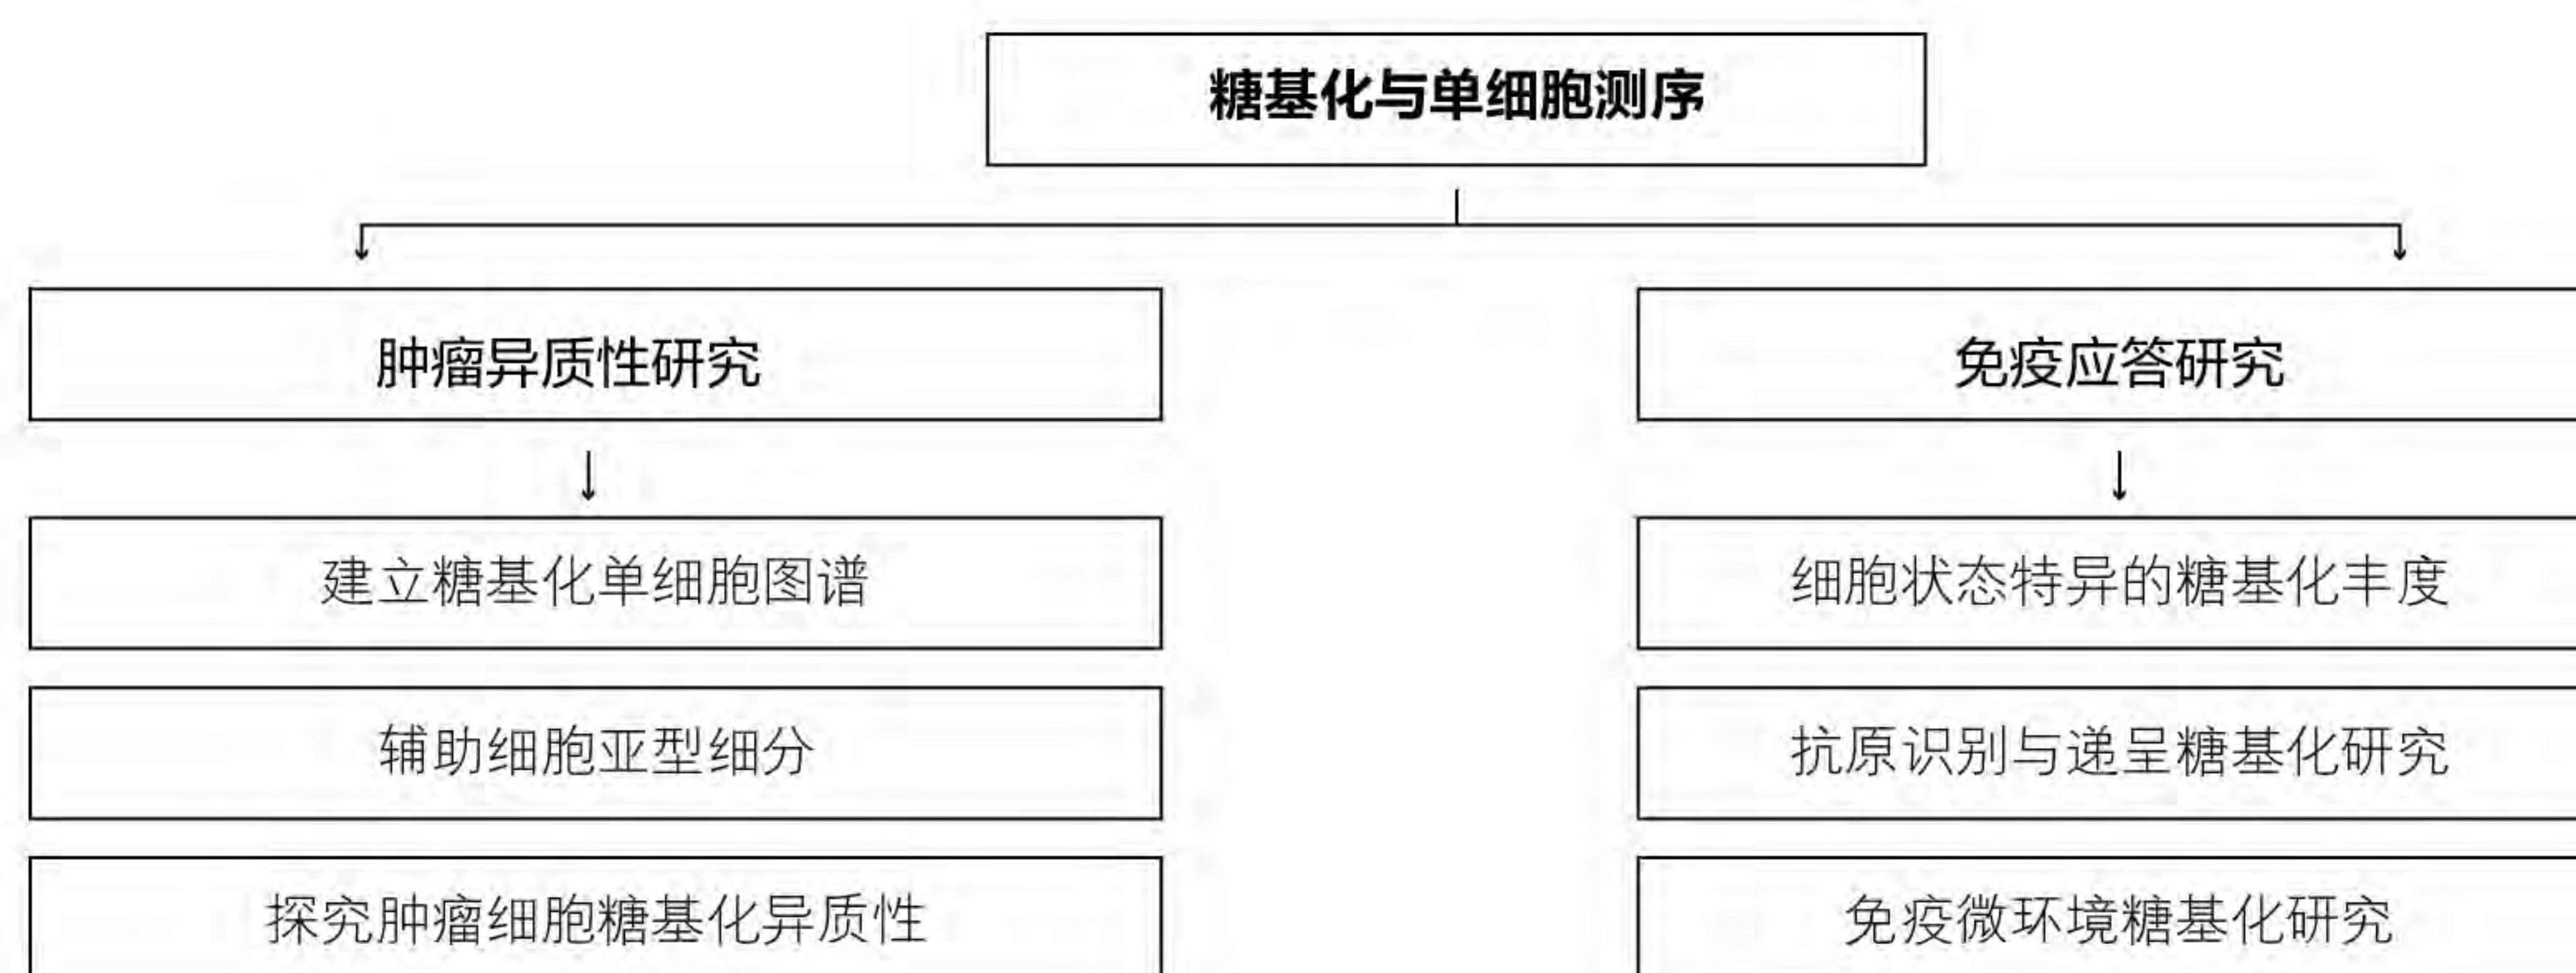 糖基化与单细胞测序
肿瘤异质性研究
免疫应答研究
建立糖基化单细胞图谱
细胞状态特异的糖基化丰度
辅助细胞亚型细分
抗原识别与递呈糖基化研究
探究肿瘤细胞糖基化异质性
免疫微环境糖基化研究